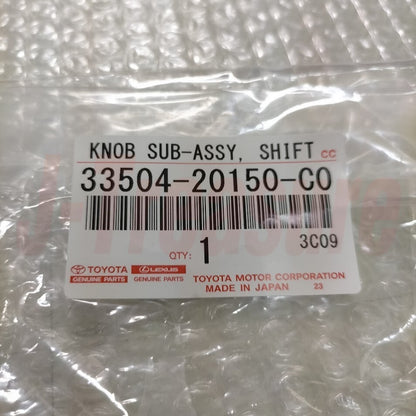 KNOB SUB-ASSY, SHIFT CC
33504-20150-C0
QTY: 1 3C09
TOYOTA LEXUS TOYOTA MOTOR CORPORATION
GENUINE PARTS GENUINE PARTS MADE IN JAPAN 23